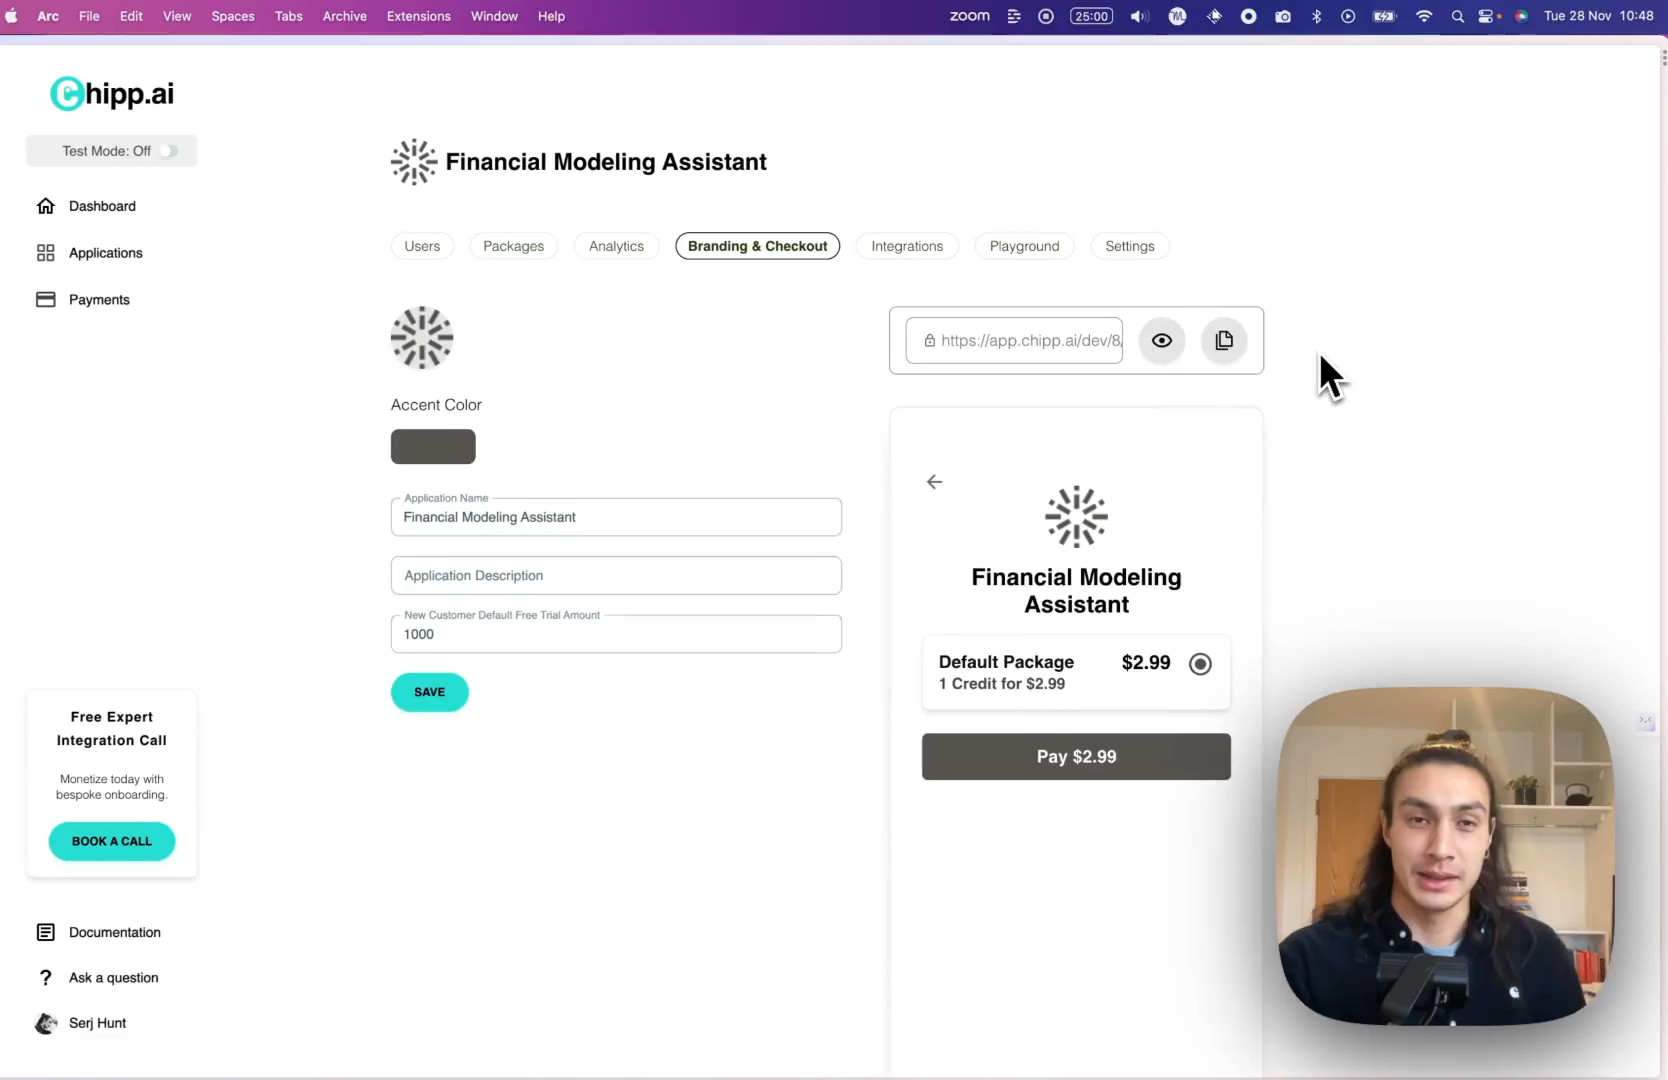 Arc File Edit View Spaces Tabs Archive Extensions Window Help
zoom 25:00 Tue 28 Nov 10:48
Chipp.ai
Test Mode: Off
Dashboard
Applications
Payments
Financial Modeling Assistant
Users Packages Analytics Branding & Checkout Integrations Playground Settings
Accent Color
Application Name
Financial Modeling Assistant
Application Description
New Customer Default Free Trial Amount
1000
SAVE
https://app.chipp.ai/dev/8
Financial Modeling
Assistant
Default Package $2.99
1 Credit for $2.99
Pay $2.99
Free Expert
Integration Call
Monetize today with
bespoke onboarding.
BOOK A CALL
Documentation
? Ask a question
Serj Hunt